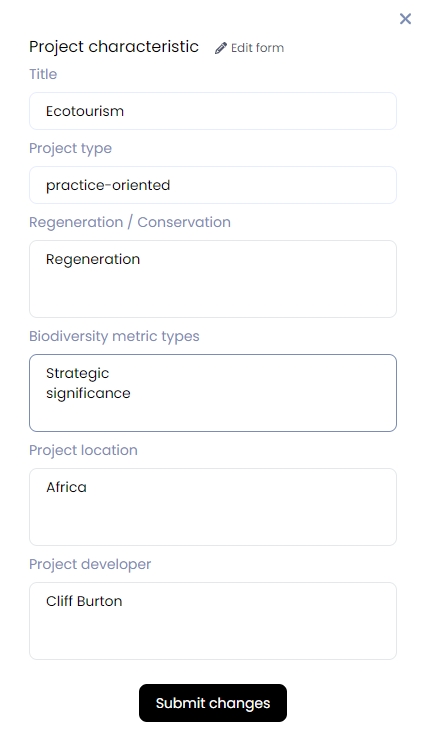 Project characteristic Edit form
Title
Ecotourism
Project type
practice-oriented
Regeneration / Conservation
Regeneration
Biodiversity metric types
Strategic
significance
Project location
Africa
Project developer
Cliff Burton
Submit changes